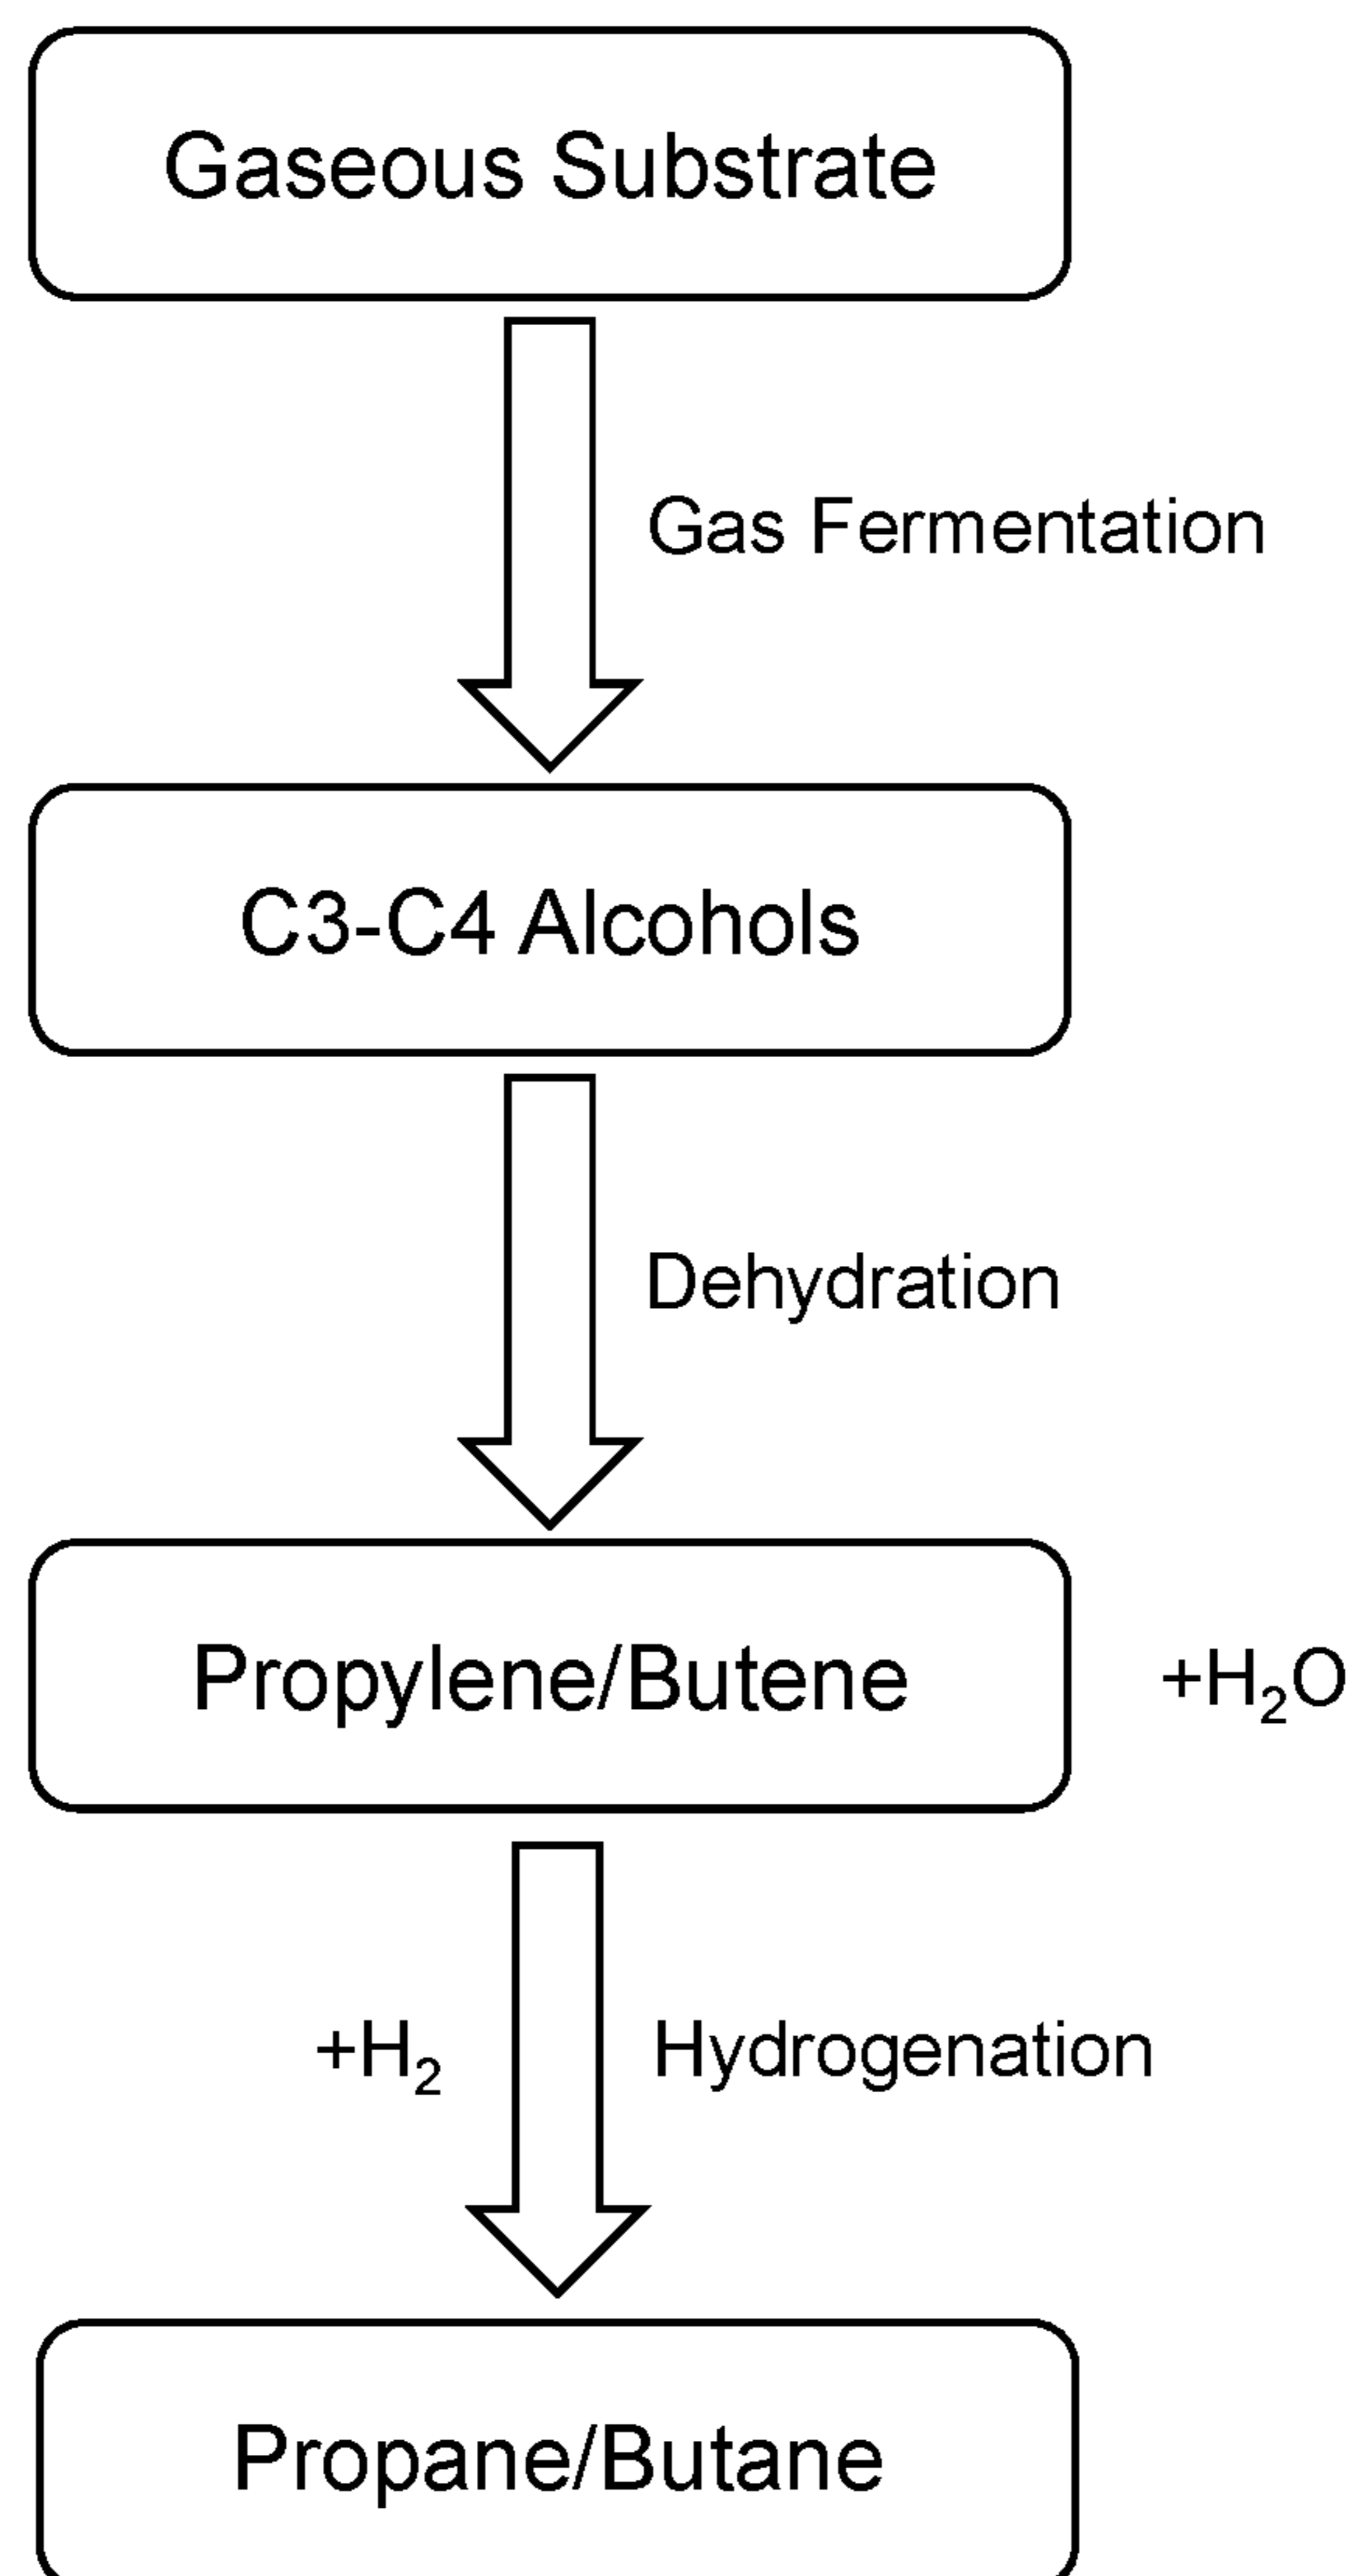 Gaseous Substrate
Gas Fermentation
C3-C4 Alcohols
Dehydration
Propylene/Butene
+H₂O
+H₂
Hydrogenation
Propane/Butane